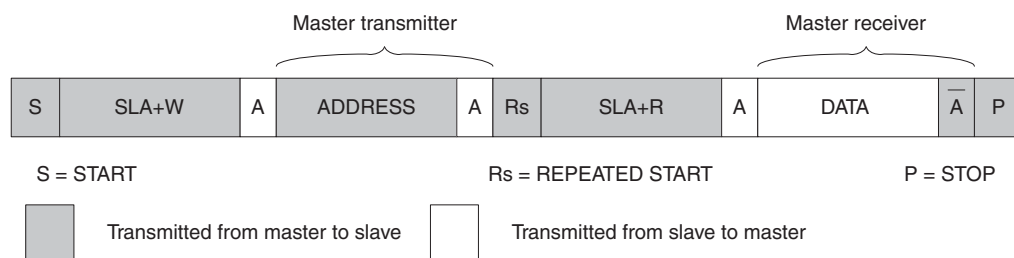 Master transmitter Master receiver
S SLA+W A ADDRESS A Rs SLA+R A DATA A̅ P
S = START Rs = REPEATED START P = STOP
Transmitted from master to slave Transmitted from slave to master